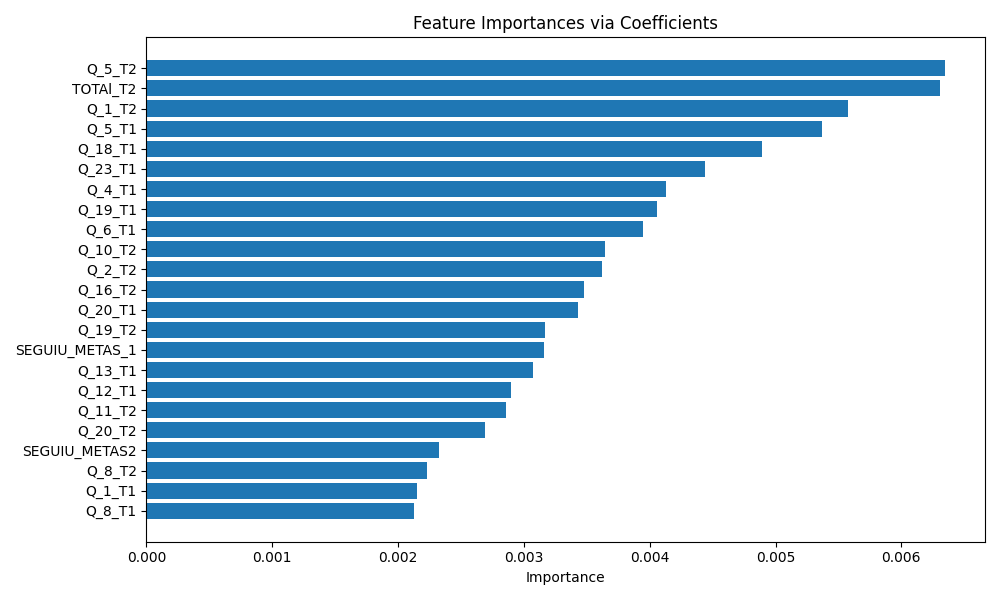 Feature Importances via Coefficients
Q_5_T2
TOTAl_T2
Q_1_T2
Q_5_T1
Q_18_T1
Q_23_T1
Q_4_T1
Q_19_T1
Q_6_T1
Q_10_T2
Q_2_T2
Q_16_T2
Q_20_T1
Q_19_T2
SEGUIU_METAS_1
Q_13_T1
Q_12_T1
Q_11_T2
Q_20_T2
SEGUIU_METAS2
Q_8_T2
Q_1_T1
Q_8_T1
0.000 0.001 0.002 0.003 0.004 0.005 0.006
Importance